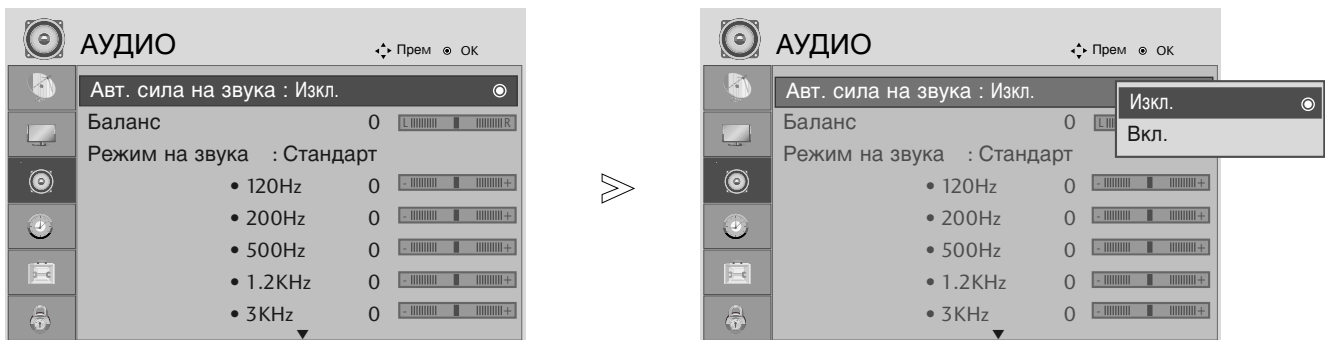 АУДИО
Прем ОК
Авт. сила на звука : Изкл.
Баланс 0 L R
Режим на звука : Стандарт
• 120Hz 0 - +
• 200Hz 0 - +
• 500Hz 0 - +
• 1.2KHz 0 - +
• 3KHz 0 - +
АУДИО
Прем ОК
Авт. сила на звука : Изкл.
Изкл.
Вкл.
Баланс 0 L
Режим на звука : Стандарт
• 120Hz 0 - +
• 200Hz 0 - +
• 500Hz 0 - +
• 1.2KHz 0 - +
• 3KHz 0 - +